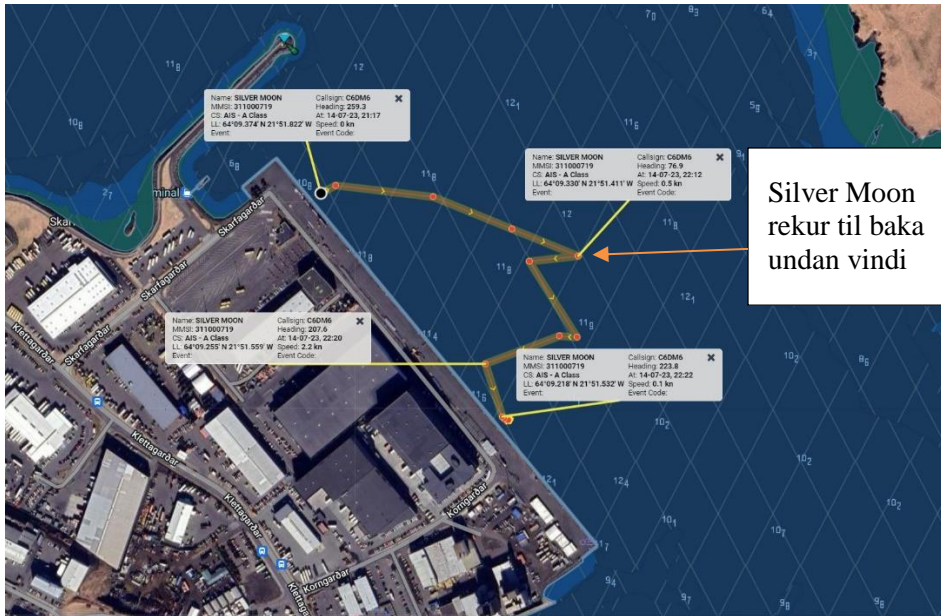 Name: SILVER MOON Callsign: C6DM6
MMSI: 311000719 Heading: 259.3
CS: AIS - A Class At: 14-07-23, 21:17
LL: 64°09.374' N 21°51.822' W Speed: 0 kn
Event: Event Code:
Name: SILVER MOON Callsign: C6DM6
MMSI: 311000719 Heading: 76.9
CS: AIS - A Class At: 14-07-23, 22:12
LL: 64°09.330' N 21°51.411' W Speed: 0.5 kn
Event: Event Code:
Silver Moon
rekur til baka
undan vindi
minal
Skarfagarðar
Skarfagarðar
Klettagarðar
Name: SILVER MOON Callsign: C6DM6
MMSI: 311000719 Heading: 207.6
CS: AIS - A Class At: 14-07-23, 22:20
LL: 64°09.255' N 21°51.559' W Speed: 2.2 kn
Event: Event Code:
Name: SILVER MOON Callsign: C6DM6
MMSI: 311000719 Heading: 223.8
CS: AIS - A Class At: 14-07-23, 22:22
LL: 64°09.218' N 21°51.532' W Speed: 0.1 kn
Event: Event Code:
Klettagarðar
Klettagarðar
Korngarðar
Korngarðar